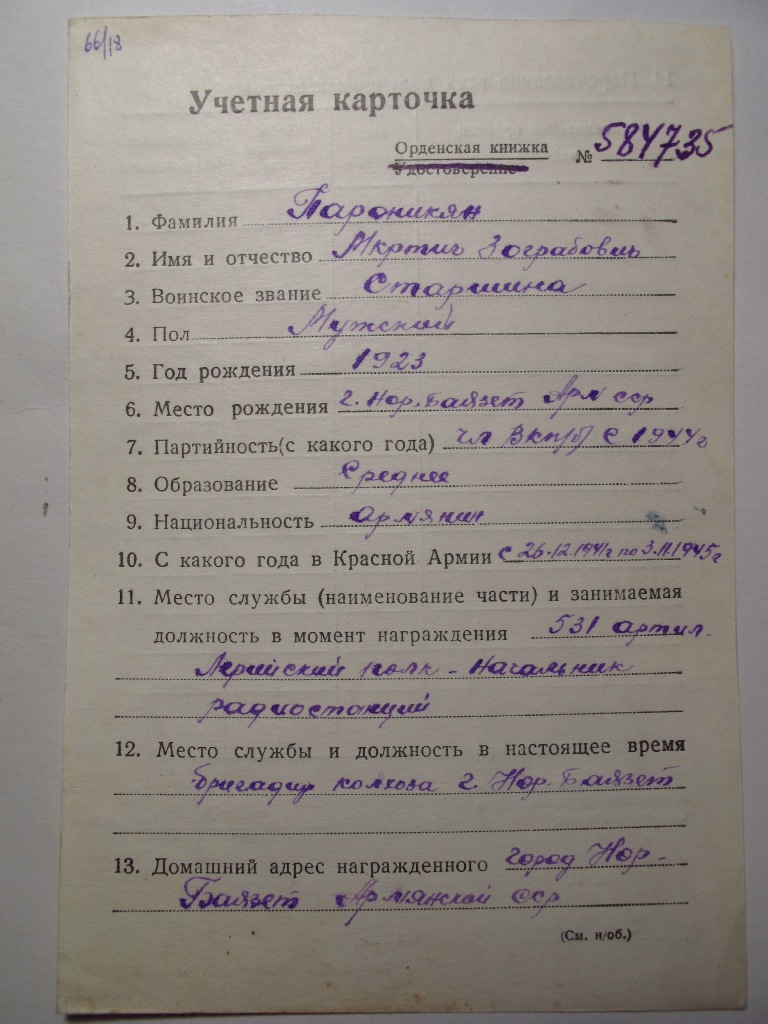 66/18
Учетная карточка
Орденская книжка
Удостоверение
№ 584735
1. Фамилия Пароникян
2. Имя и отчество Мкртич Зограбович
3. Воинское звание Старшина
4. Пол Мужской
5. Год рождения 1923
6. Место рождения г. Нор. Баязет Арм ССР
7. Партийность(с какого года) чл ВКП(б) с 1944 г
8. Образование Среднее
9. Национальность армянин
10. С какого года в Красной Армии с 26.12.1941г по 3.11.1945г
11. Место службы (наименование части) и занимаемая
должность в момент награждения 531 артил-
лерийский полк - Начальник
радиостанций
12. Место службы и должность в настоящее время
бригадир колхоза г. Нор. Баязет
13. Домашний адрес награжденного город Нор-
Баязет Армянской ССР
(См. н/об.)